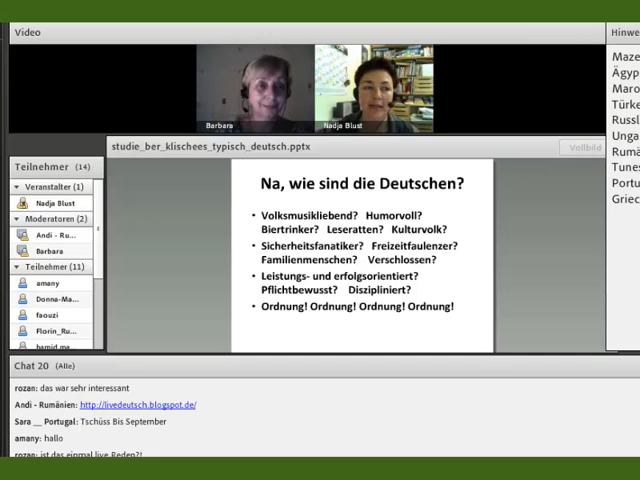 Video
Hinwe
Barbara
Nadja Blust
Maze
Ägyp
Maro
Türke
Russl
Unga
Rumä
Tunes
Portu
Griec
studie_ber_klischees_typisch_deutsch.pptx
Vollbild
Teilnehmer (14)
Veranstalter (1)
Nadja Blust
Moderatoren (2)
Andi - Ru...
Barbara
Teilnehmer (11)
amany
Donna-Ma...
faouzi
Florin_Ru...
hamid ma...
Na, wie sind die Deutschen?
• Volksmusikliebend? Humorvoll?
Biertrinker? Leseratten? Kulturvolk?
• Sicherheitsfanatiker? Freizeitfaulenzer?
Familienmenschen? Verschlossen?
• Leistungs- und erfolgsorientiert?
Pflichtbewusst? Diszipliniert?
• Ordnung! Ordnung! Ordnung! Ordnung!
Chat 20 (Alle)
rozan: das war sehr interessant
Andi - Rumänien: http://livedeutsch.blogspot.de/
Sara __ Portugal: Tschüss Bis September
amany: hallo
rozan: ist das einmal live Reden?!